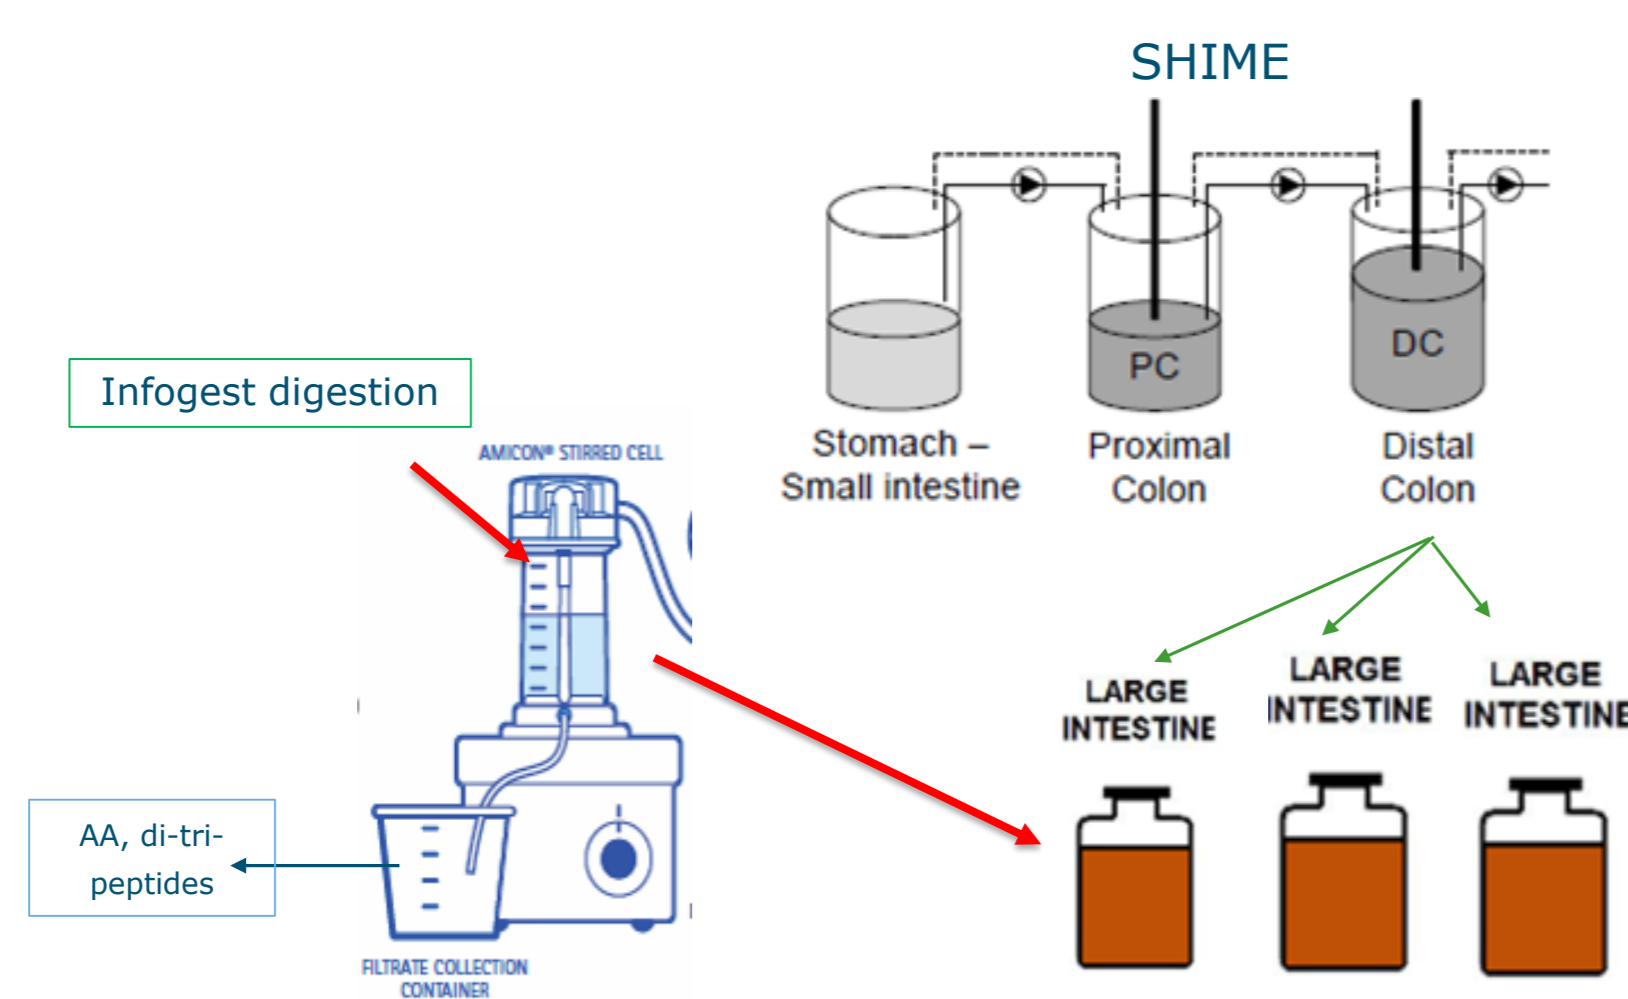 SHIME
PC
DC
Stomach –
Small intestine
Proximal
Colon
Distal
Colon
Infogest digestion
AMICON® STIRRED CELL
LARGE
INTESTINE
LARGE
INTESTINE
LARGE
INTESTINE
AA, di-tri-
peptides
FILTRATE COLLECTION
CONTAINER